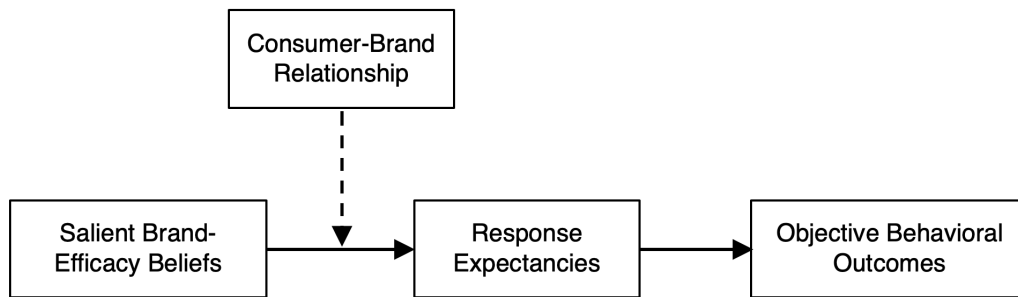 Consumer-Brand
Relationship
Salient Brand-
Efficacy Beliefs
Response
Expectancies
Objective Behavioral
Outcomes